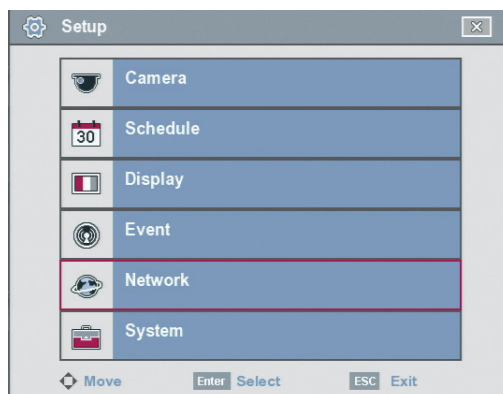 Setup
Camera
30
Schedule
Display
Event
Network
System
Move Enter Select ESC Exit